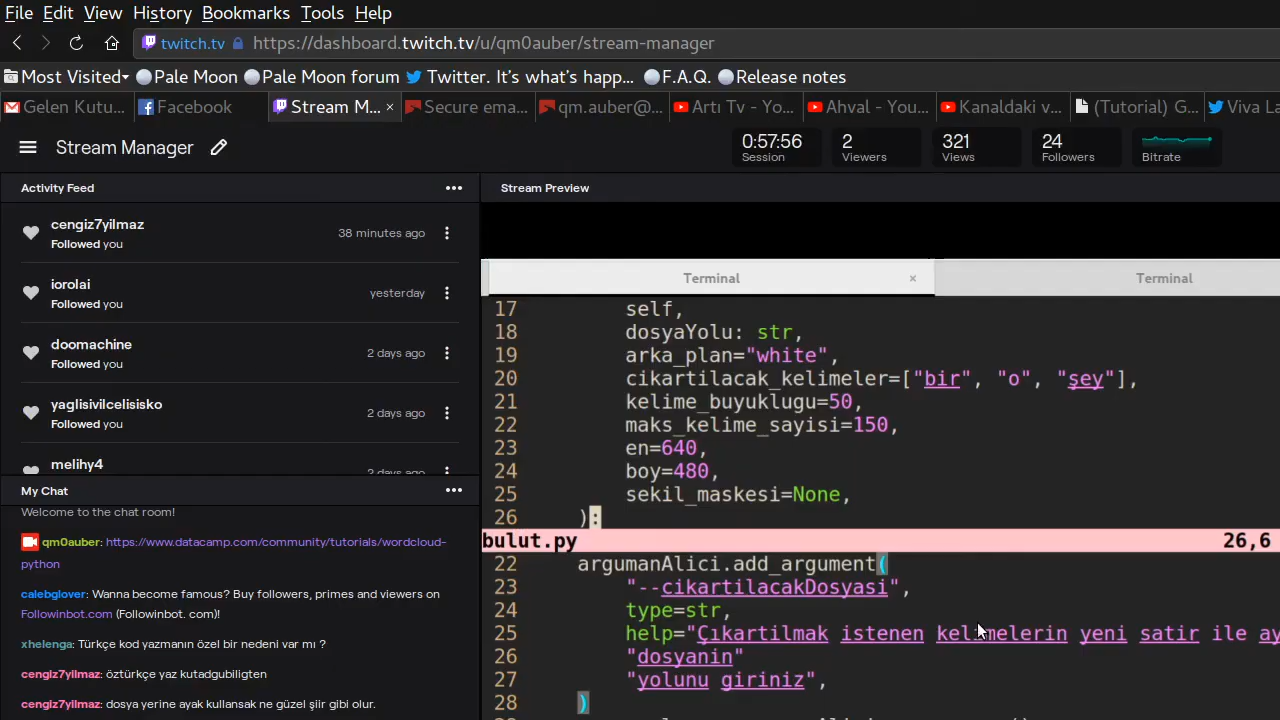 File Edit View History Bookmarks Tools Help
twitch.tv https://dashboard.twitch.tv/u/qm0auber/stream-manager
Most Visited Pale Moon Pale Moon forum Twitter. It's what's happ... F.A.Q. Release notes
Gelen Kutu... Facebook Stream M... × Secure ema... qm.auber@... Artı Tv - Yo... Ahval - You... Kanaldaki v... (Tutorial) G... Viva La
Stream Manager
0:57:56 2 321 24
Session Viewers Views Followers Bitrate
Activity Feed
cengiz7yilmaz
Followed you
38 minutes ago
iorolai
Followed you
yesterday
doomachine
Followed you
2 days ago
yaglisivilcelisisko
Followed you
2 days ago
melihy4
2 days ago
My Chat
Welcome to the chat room!
qm0auber: https://www.datacamp.com/community/tutorials/wordcloud-
python
calebglover: Wanna become famous? Buy followers, primes and viewers on
Followinbot.com (Followinbot. com)!
xhelenga: Türkçe kod yazmanın özel bir nedeni var mı ?
cengiz7yilmaz: öztürkçe yaz kutadgubiligten
cengiz7yilmaz: dosya yerine ayak kullansak ne güzel şiir gibi olur.
Stream Preview
Terminal × Terminal
17 self,
18 dosyaYolu: str,
19 arka_plan="white",
20 cikartilacak_kelimeler=["bir", "o", "şey"],
21 kelime_buyuklugu=50,
22 maks_kelime_sayisi=150,
23 en=640,
24 boy=480,
25 sekil_maskesi=None,
26 ):
bulut.py 26,6
22 argumanAlici.add_argument(
23 "--cikartilacakDosyasi",
24 type=str,
25 help="Çıkartilmak istenen kelimelerin yeni satir ile ay
26 "dosyanin"
27 "yolunu giriniz",
28 )